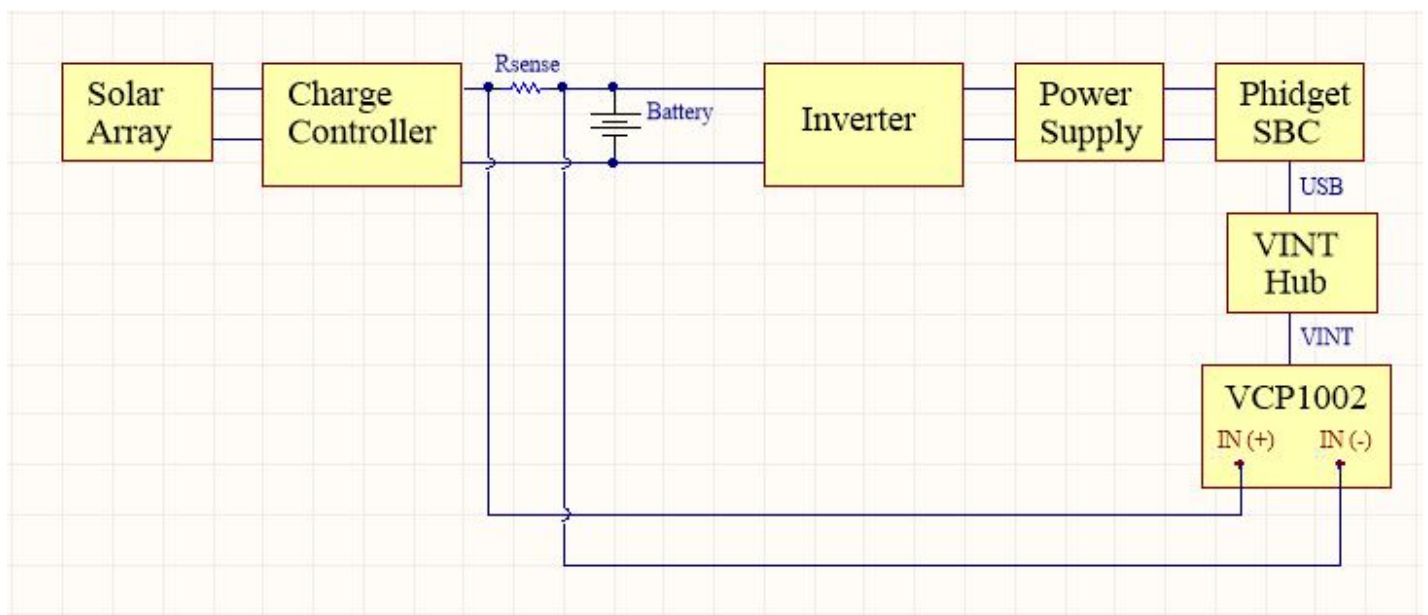 Rsense
Solar
Array
Charge
Controller
Battery
Inverter
Power
Supply
Phidget
SBC
USB
VINT
Hub
VINT
VCP1002
IN (+)
IN (-)